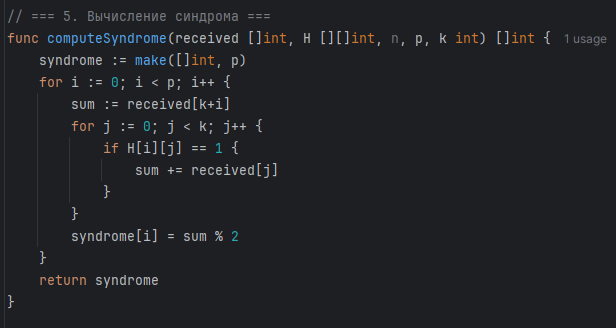 // === 5. Вычисление синдрома ===
func computeSyndrome(received []int, H [][]int, n, p, k int) []int { 1 usage
    syndrome := make([]int, p)
    for i := 0; i < p; i++ {
        sum := received[k+i]
        for j := 0; j < k; j++ {
            if H[i][j] == 1 {
                sum += received[j]
            }
        }
        syndrome[i] = sum % 2
    }
    return syndrome
}